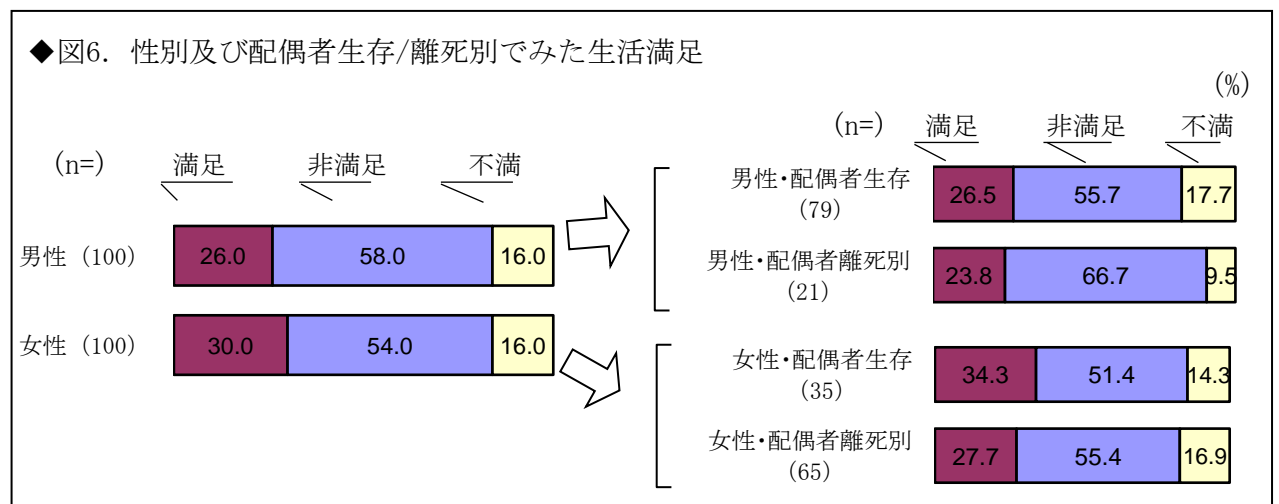 ◆図6. 性別及び配偶者生存/離死別でみた生活満足
(%)
(n=) 満足 非満足 不満
男性 (100) 26.0 58.0 16.0
女性 (100) 30.0 54.0 16.0
(n=) 満足 非満足 不満
男性・配偶者生存
(79)
26.5 55.7 17.7
男性・配偶者離死別
(21)
23.8 66.7 9.5
女性・配偶者生存
(35)
34.3 51.4 14.3
女性・配偶者離死別
(65)
27.7 55.4 16.9